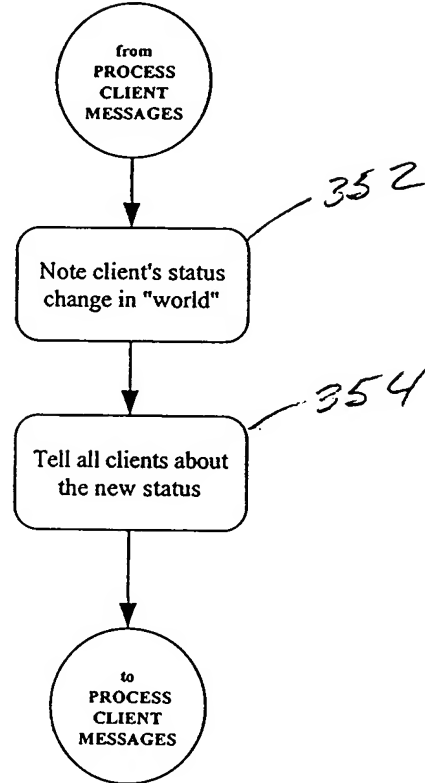 from
PROCESS
CLIENT
MESSAGES
352
Note client's status
change in "world"
354
Tell all clients about
the new status
to
PROCESS
CLIENT
MESSAGES